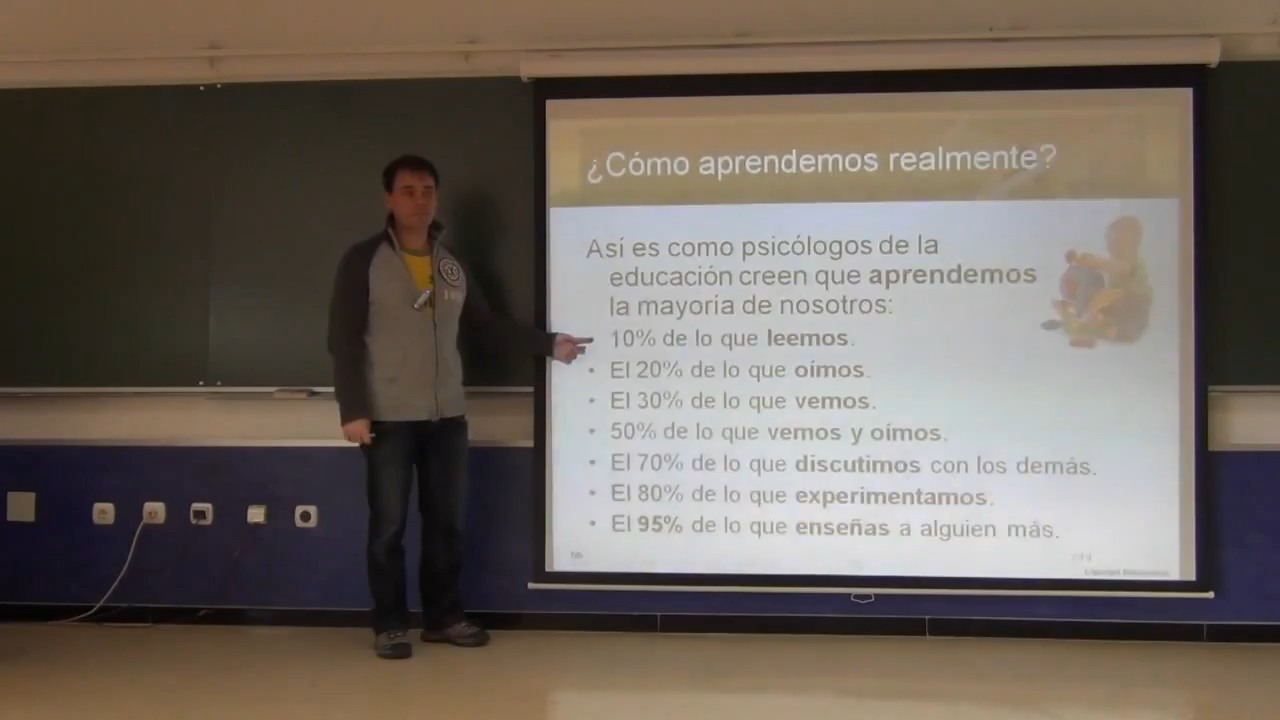 ¿Cómo aprendemos realmente?
Así es como psicólogos de la
educación creen que aprendemos
la mayoría de nosotros:
10% de lo que leemos.
• El 20% de lo que oímos.
• El 30% de lo que vemos.
• 50% de lo que vemos y oímos.
• El 70% de lo que discutimos con los demás.
• El 80% de lo que experimentamos.
• El 95% de lo que enseñas a alguien más.